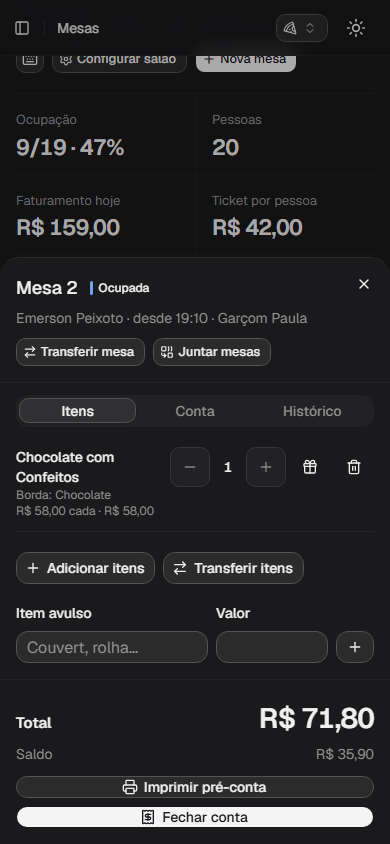 Mesas
Configurar salão
Nova mesa
Ocupação
Pessoas
9/19 · 47%
20
Faturamento hoje
Ticket por pessoa
R$ 159,00
R$ 42,00
Mesa 2
Ocupada
Emerson Peixoto · desde 19:10 · Garçom Paula
Transferir mesa
Juntar mesas
Itens
Conta
Histórico
Chocolate com
Confeitos
1
Borda: Chocolate
R$ 58,00 cada · R$ 58,00
Adicionar itens
Transferir itens
Item avulso
Valor
Couvert, rolha...
Total
R$ 71,80
Saldo
R$ 35,90
Imprimir pré-conta
Fechar conta